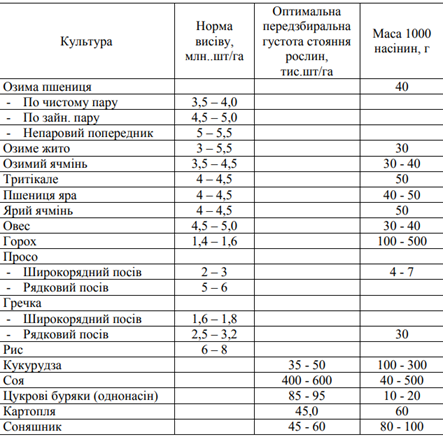 Культура Норма висіву, млн..шт/га Оптимальна передзбиральна густота стояння рослин, тис.шт/га Маса 1000 насінин, г
Озима пшениця 40
- По чистому пару 3,5 – 4,0
- По зайн. пару 4,5 – 5,0
- Непаровий попередник 5 – 5,5
Озиме жито 3 – 5,5 30
Озимий ячмінь 3,5 – 4,5 30 - 40
Тритікале 4 – 4,5 50
Пшениця яра 4 – 4,5 40 - 50
Ярий ячмінь 4 – 4,5 50
Овес 4,5 – 5,0 30 - 40
Горох 1,4 – 1,6 100 - 500
Просо
- Широкорядний посів 2 – 3 4 - 7
- Рядковий посів 5 – 6
Гречка
- Широкорядний посів 1,6 – 1,8
- Рядковий посів 2,5 – 3,2 30
Рис 6 – 8
Кукурудза 35 - 50 100 - 300
Соя 400 - 600 40 - 500
Цукрові буряки (однонасін) 85 - 95 10 - 20
Картопля 45,0 60
Соняшник 45 - 60 80 - 100